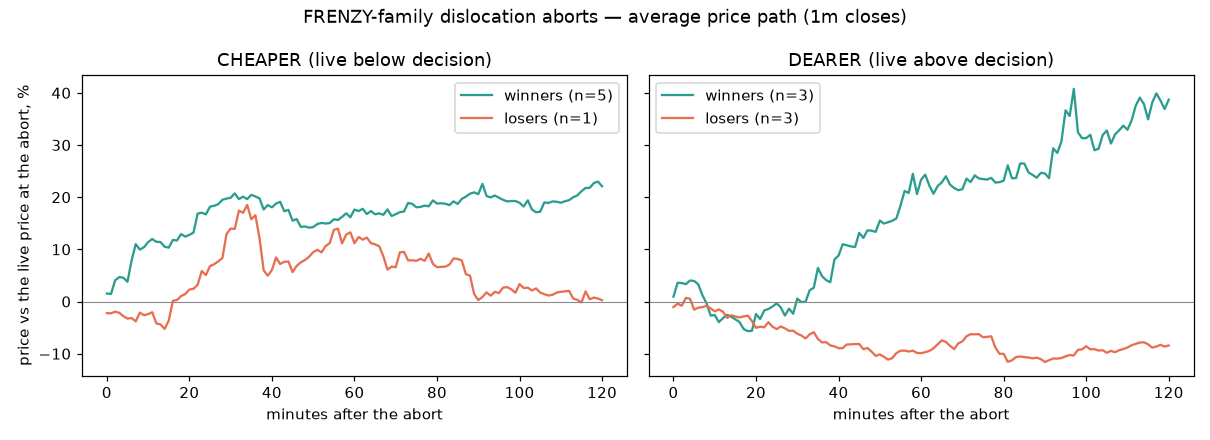 FRENZY-family dislocation aborts — average price path (1m closes)
CHEAPER (live below decision)
winners (n=5)
losers (n=1)
price vs the live price at the abort, %
40
30
20
10
0
−10
0 20 40 60 80 100 120
minutes after the abort
DEARER (live above decision)
winners (n=3)
losers (n=3)
0 20 40 60 80 100 120
minutes after the abort